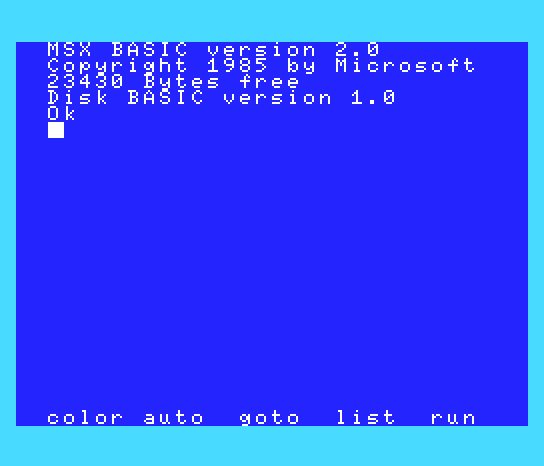 MSX BASIC version 2.0
Copyright 1985 by Microsoft
23430 Bytes free
Disk BASIC version 1.0
Ok
color auto goto list run